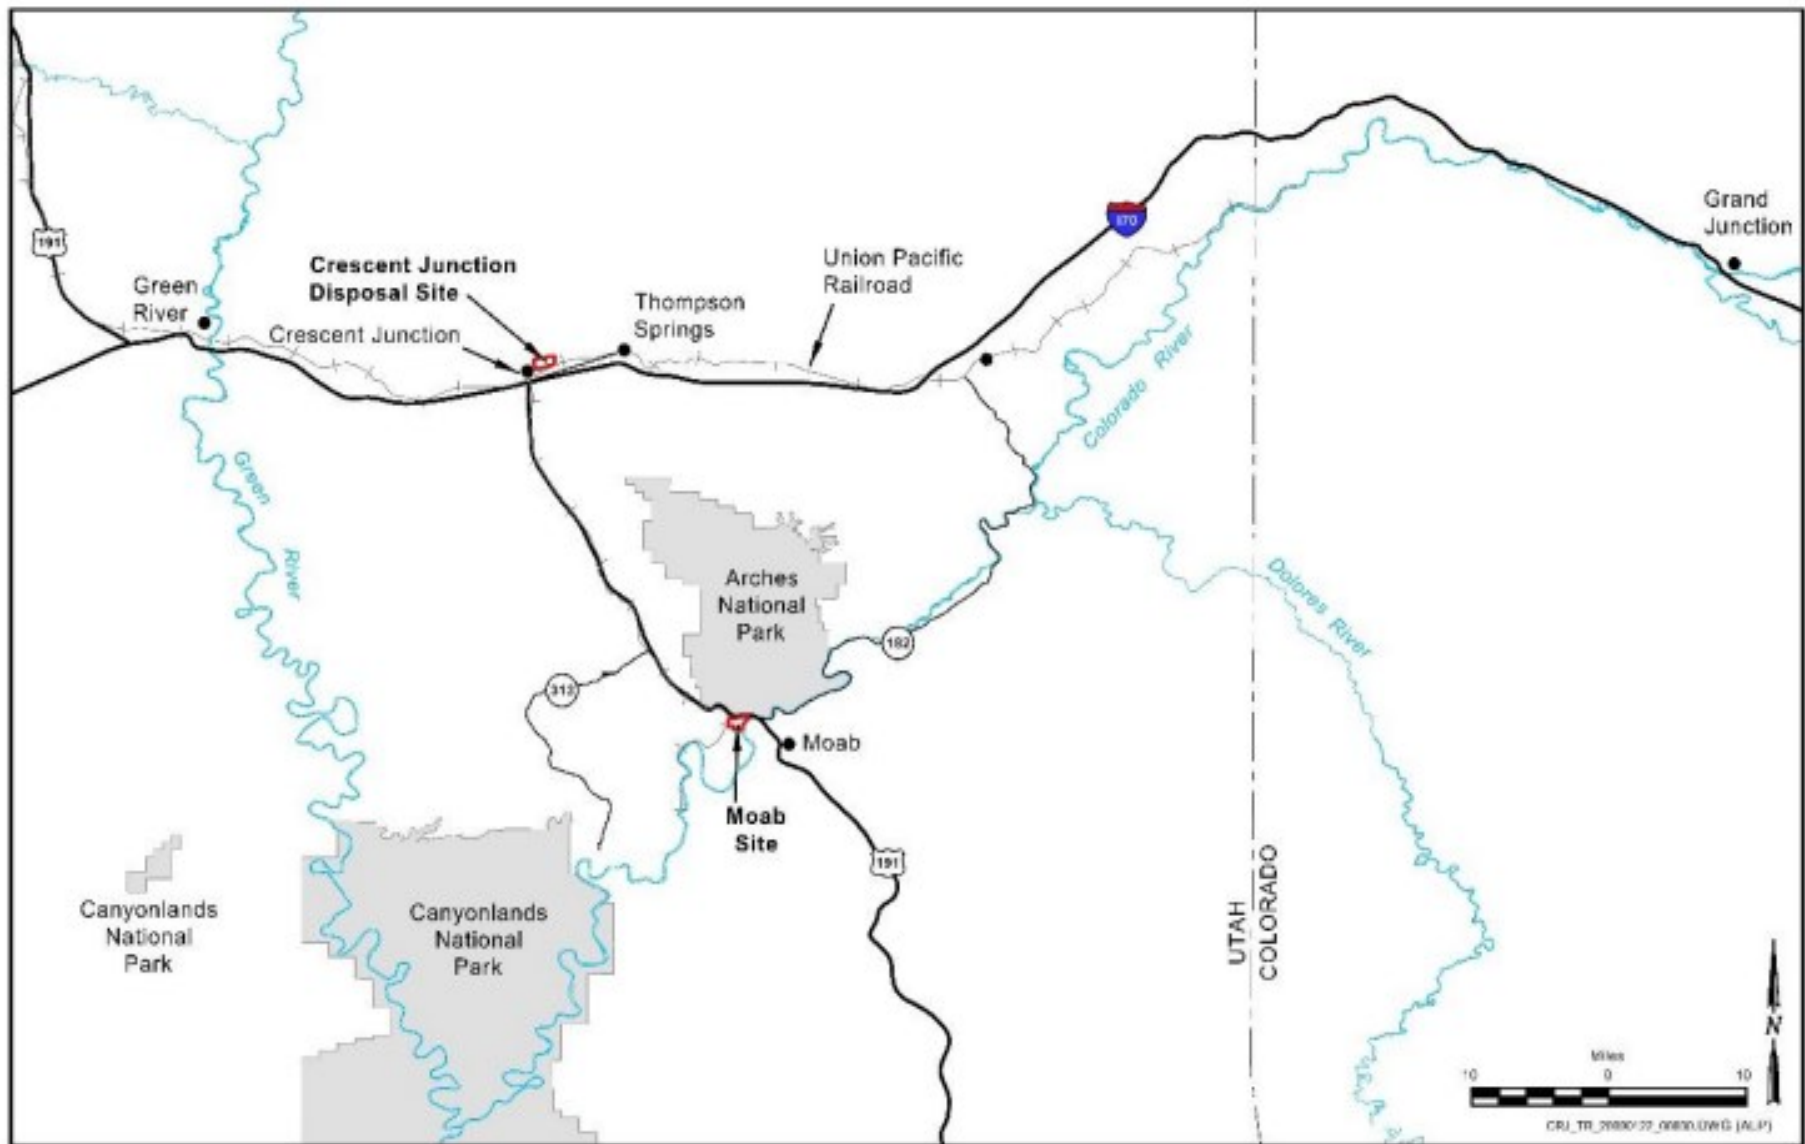 191
Green
River
Crescent Junction
Disposal Site
Crescent Junction
Thompson
Springs
Union Pacific
Railroad
I70
Grand
Junction
Colorado River
Green River
Arches
National
Park
Dolores River
182
313
Moab
Moab
Site
191
Canyonlands
National
Park
Canyonlands
National
Park
UTAH
COLORADO
N
Miles
10 0 10